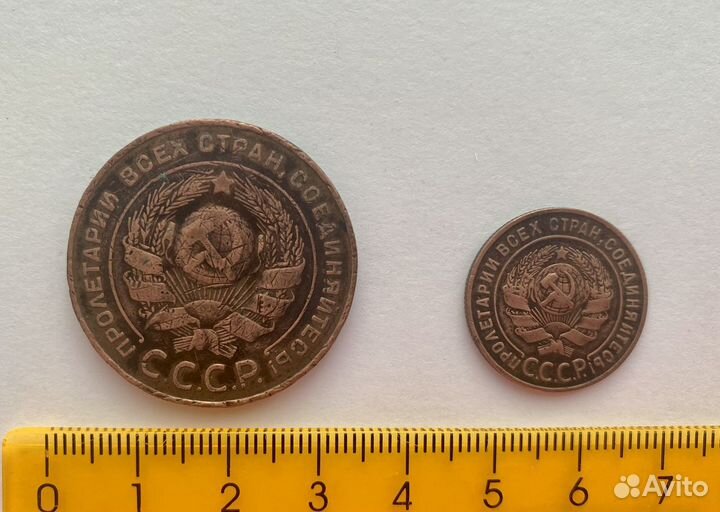 ПРОЛЕТАРИИ ВСЕХ СТРАН, СОЕДИНЯЙТЕСЬ!
С.С.С.Р.
ПРОЛЕТАРИИ ВСЕХ СТРАН, СОЕДИНЯЙТЕСЬ!
С.С.С.Р.
0 1 2 3 4 5 6 7
Avito